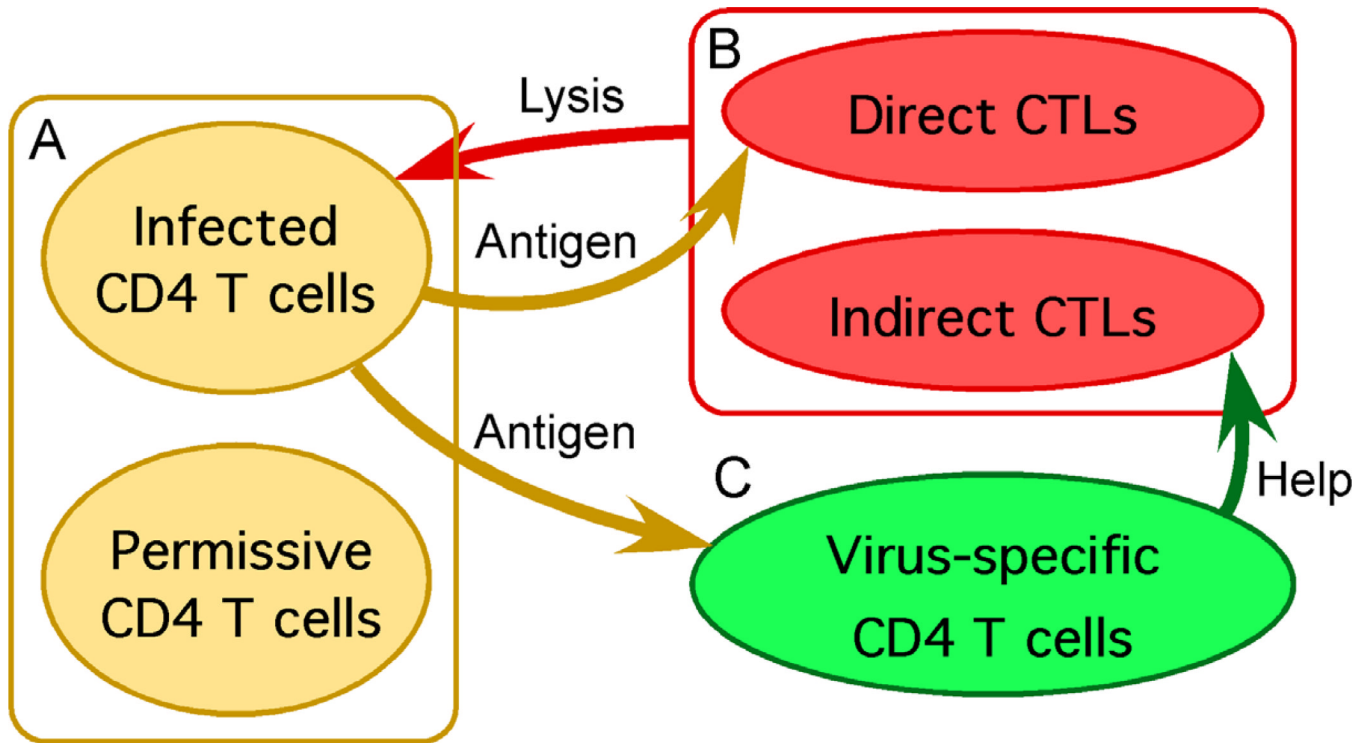 A
Infected
CD4 T cells
Permissive
CD4 T cells
Lysis
Antigen
Antigen
B
Direct CTLs
Indirect CTLs
C
Virus-specific
CD4 T cells
Help